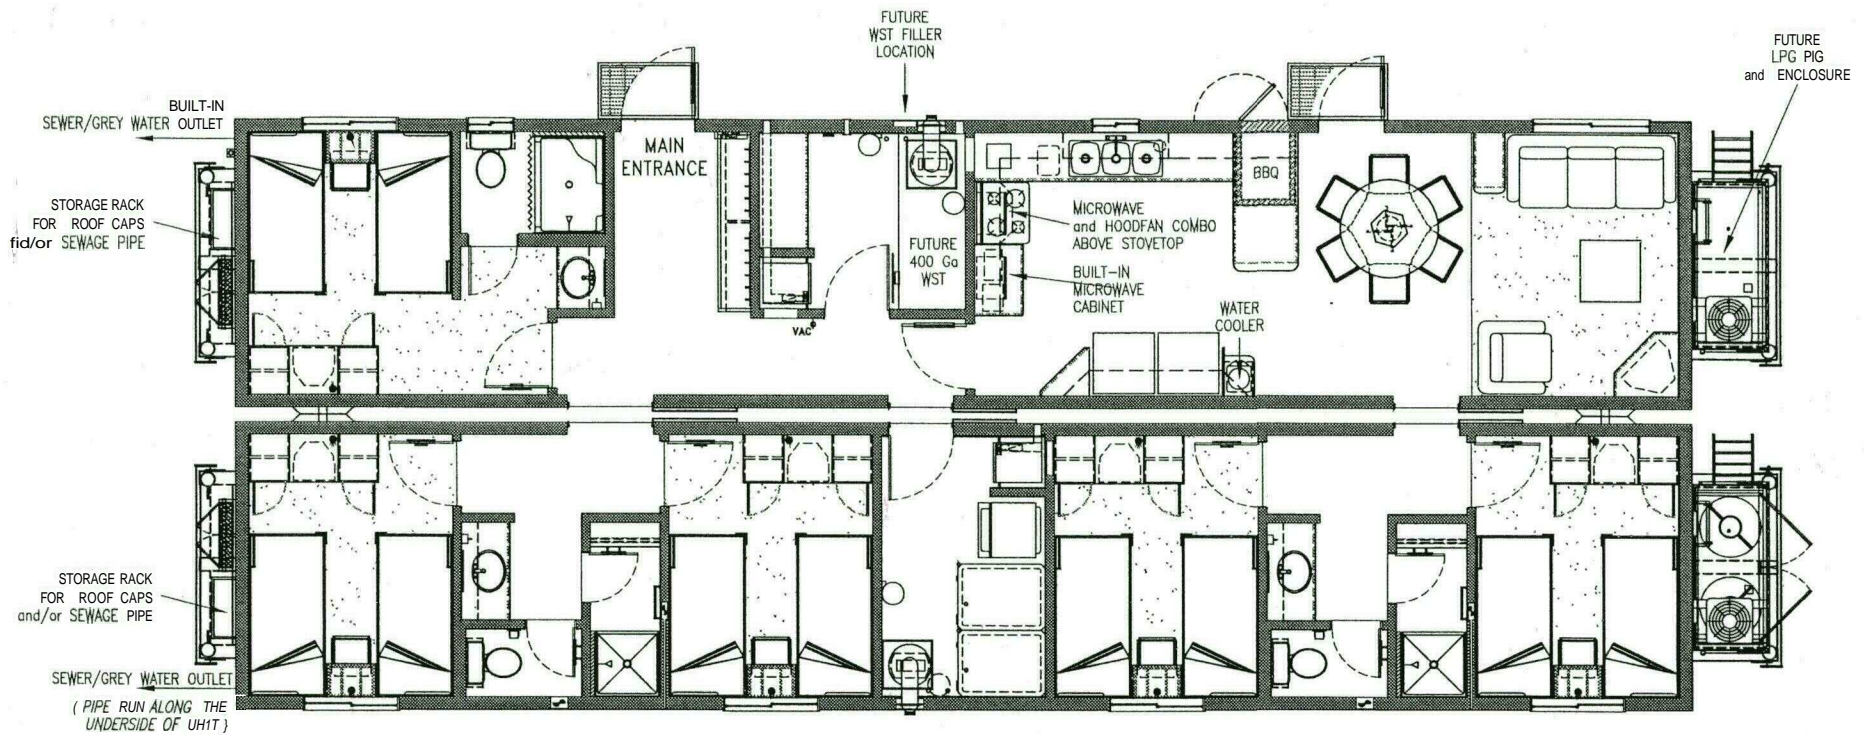 FUTURE
WST FILLER
LOCATION
FUTURE
LPG PIG
and ENCLOSURE
BUILT-IN
SEWER/GREY WATER OUTLET
MAIN
ENTRANCE
BBQ
STORAGE RACK
FOR ROOF CAPS
fid/or SEWAGE PIPE
MICROWAVE
and HOODFAN COMBO
ABOVE STOVETOP
FUTURE
400 Ga
WST
BUILT-IN
MICROWAVE
CABINET
WATER
COOLER
VAC
STORAGE RACK
FOR ROOF CAPS
and/or SEWAGE PIPE
SEWER/GREY WATER OUTLET
( PIPE RUN ALONG THE
UNDERSIDE OF UH1T }